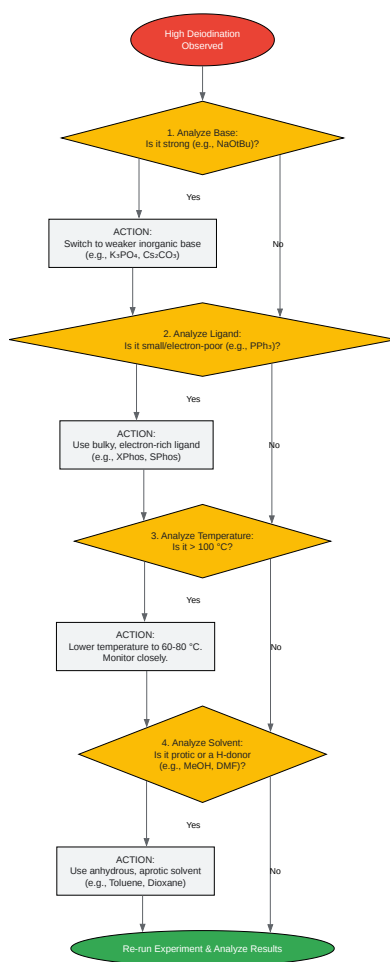 High Deiodination
Observed
1. Analyze Base:
Is it strong (e.g., NaOtBu)?
Yes
No
ACTION:
Switch to weaker inorganic base
(e.g., K₃PO₄, Cs₂CO₃)
2. Analyze Ligand:
Is it small/electron-poor (e.g., PPh₃)?
Yes
No
ACTION:
Use bulky, electron-rich ligand
(e.g., XPhos, SPhos)
3. Analyze Temperature:
Is it > 100 °C?
Yes
No
ACTION:
Lower temperature to 60-80 °C.
Monitor closely.
4. Analyze Solvent:
Is it protic or a H-donor
(e.g., MeOH, DMF)?
Yes
No
ACTION:
Use anhydrous, aprotic solvent
(e.g., Toluene, Dioxane)
Re-run Experiment & Analyze Results